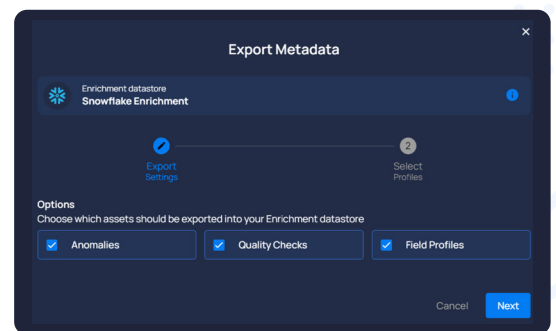 Export Metadata
Enrichment datastore
Snowflake Enrichment
2
Export
Settings
Select
Profiles
Options
Choose which assets should be exported into your Enrichment datastore
Anomalies
Quality Checks
Field Profiles
Cancel
Next